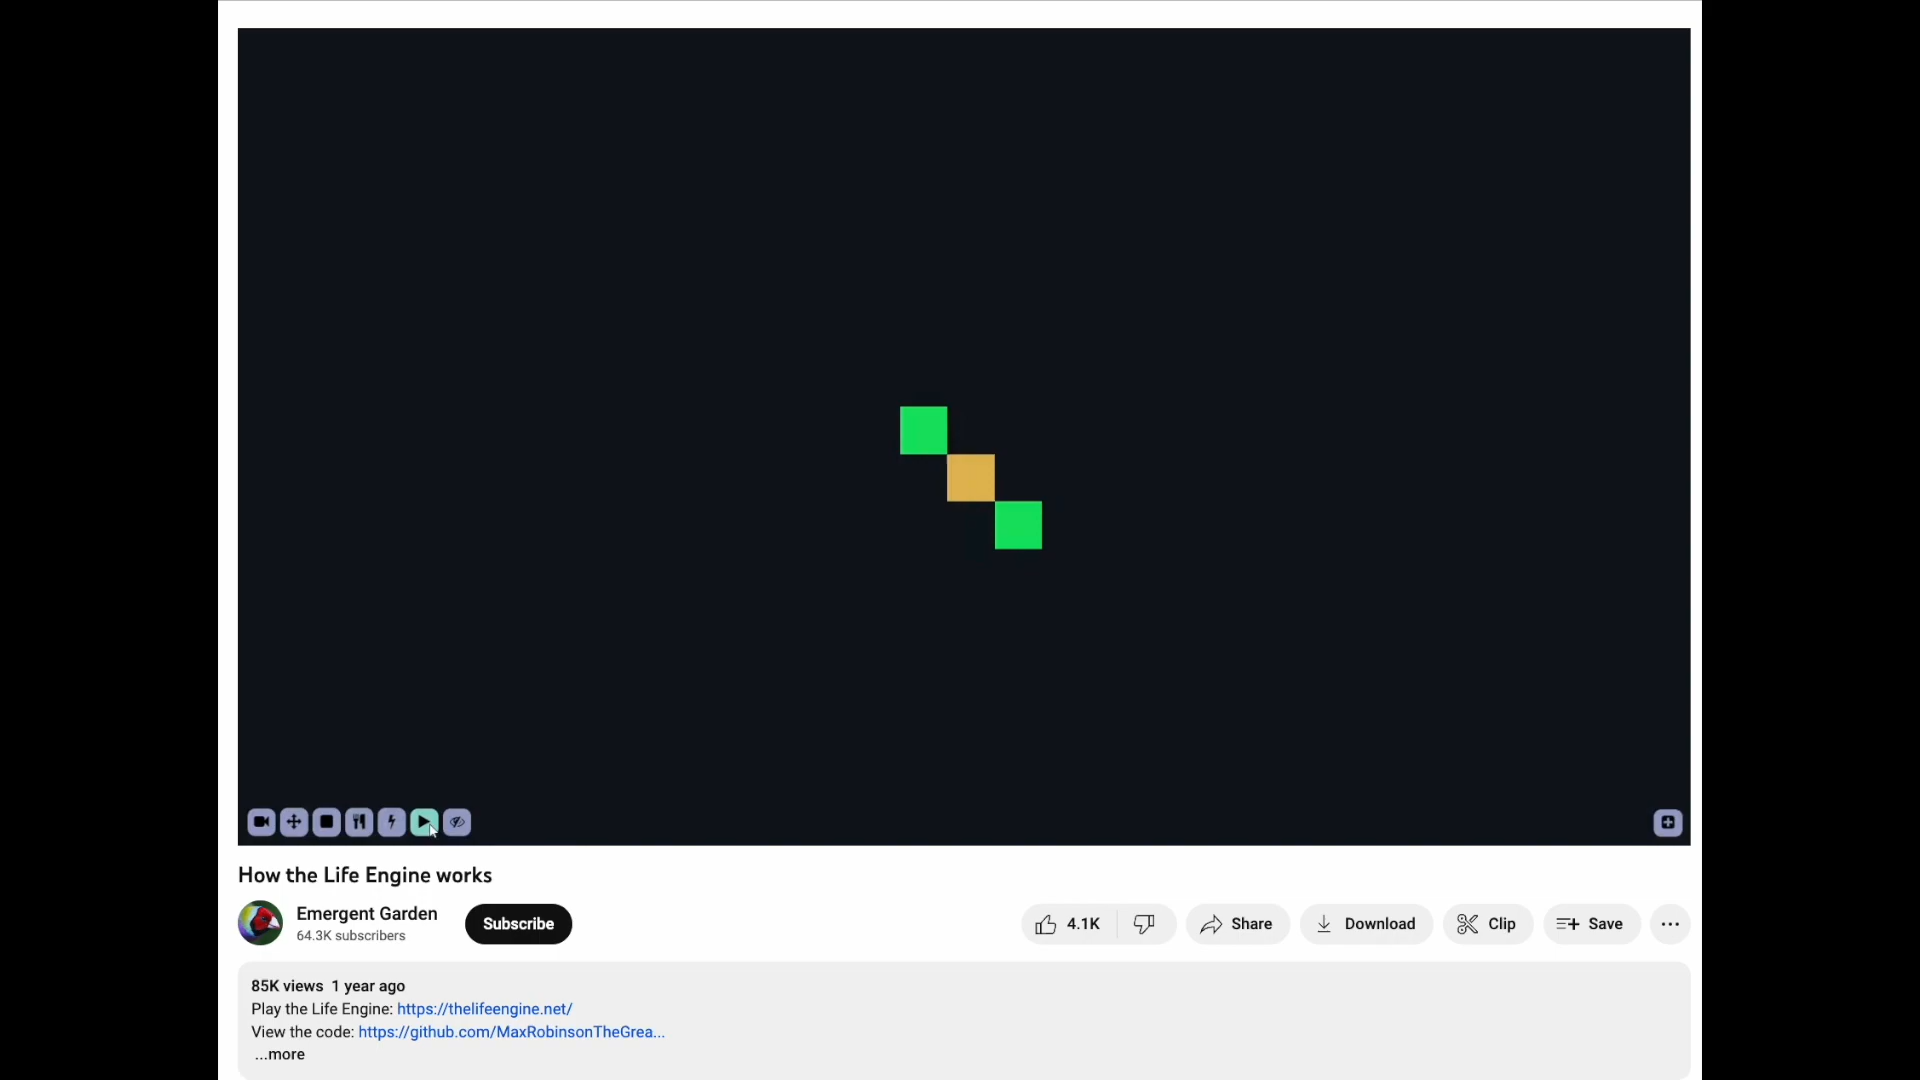 How the Life Engine works
Emergent Garden
64.3K subscribers
Subscribe
4.1K
Share
Download
Clip
Save
85K views 1 year ago
Play the Life Engine: https://thelifeengine.net/
View the code: https://github.com/MaxRobinsonTheGrea...
...more